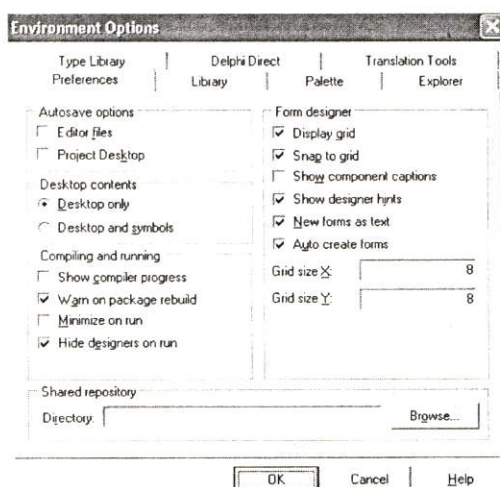 Environment Options
Type Library Delphi Direct Translation Tools
Preferences Library Palette Explorer
Autosave options
Editor files
Project Desktop
Desktop contents
Desktop only
Desktop and symbols
Compiling and running
Show compiler progress
Warn on package rebuild
Minimize on run
Hide designers on run
Form designer
Display grid
Snap to grid
Show component captions
Show designer hints
New forms as text
Auto create forms
Grid size X: 8
Grid size Y: 8
Shared repository
Directory: Browse...
OK Cancel Help